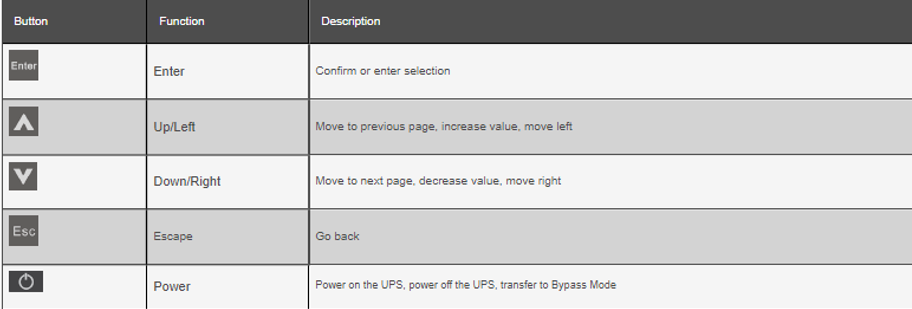 Button Function Description
Enter Enter Confirm or enter selection
Up/Left Move to previous page, increase value, move left
Down/Right Move to next page, decrease value, move right
Esc Escape Go back
Power Power on the UPS, power off the UPS, transfer to Bypass Mode